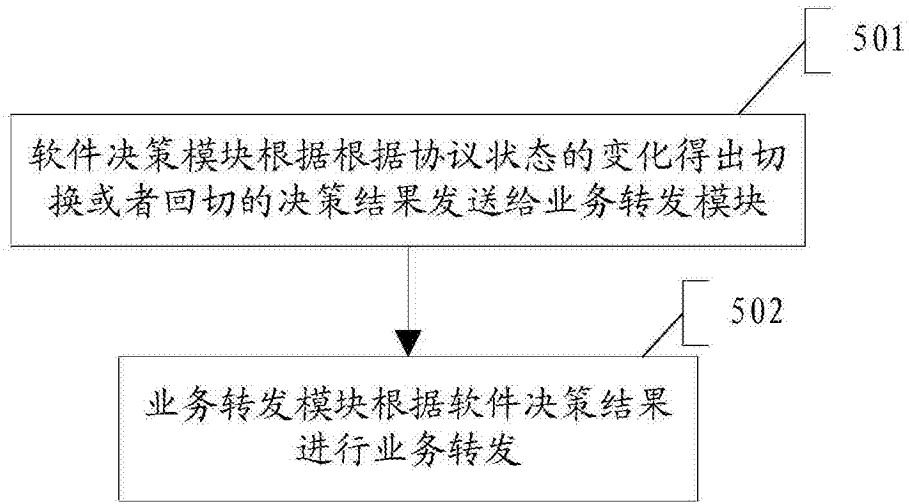 501
软件决策模块根据根据协议状态的变化得出切
换或者回切的决策结果发送给业务转发模块
502
业务转发模块根据软件决策结果
进行业务转发